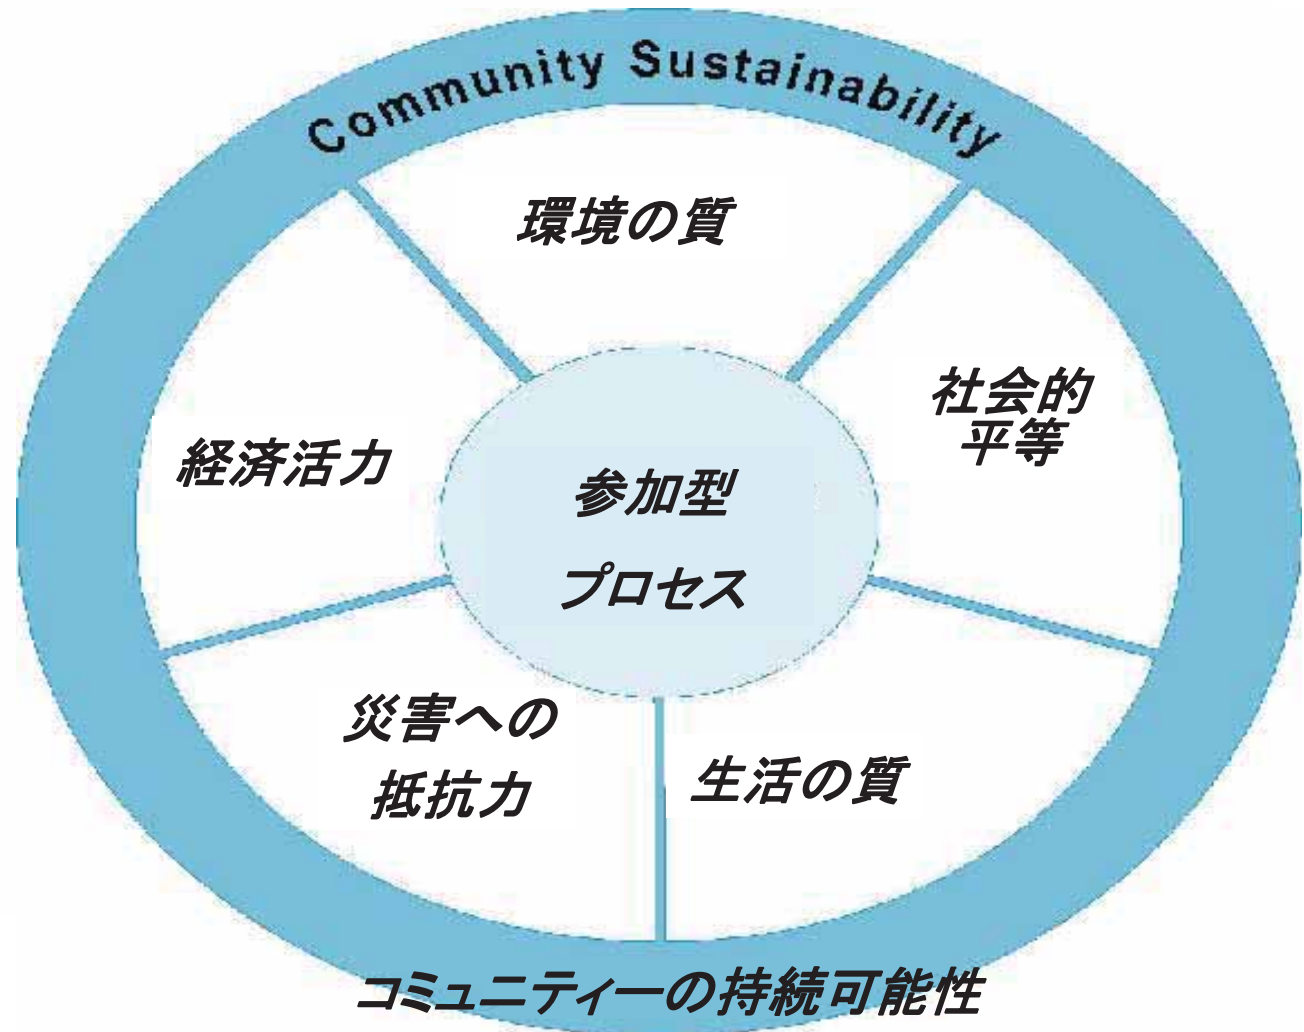 Community Sustainability
環境の質
社会的
平等
経済活力
参加型
プロセス
災害への
抵抗力
生活の質
コミュニティーの持続可能性